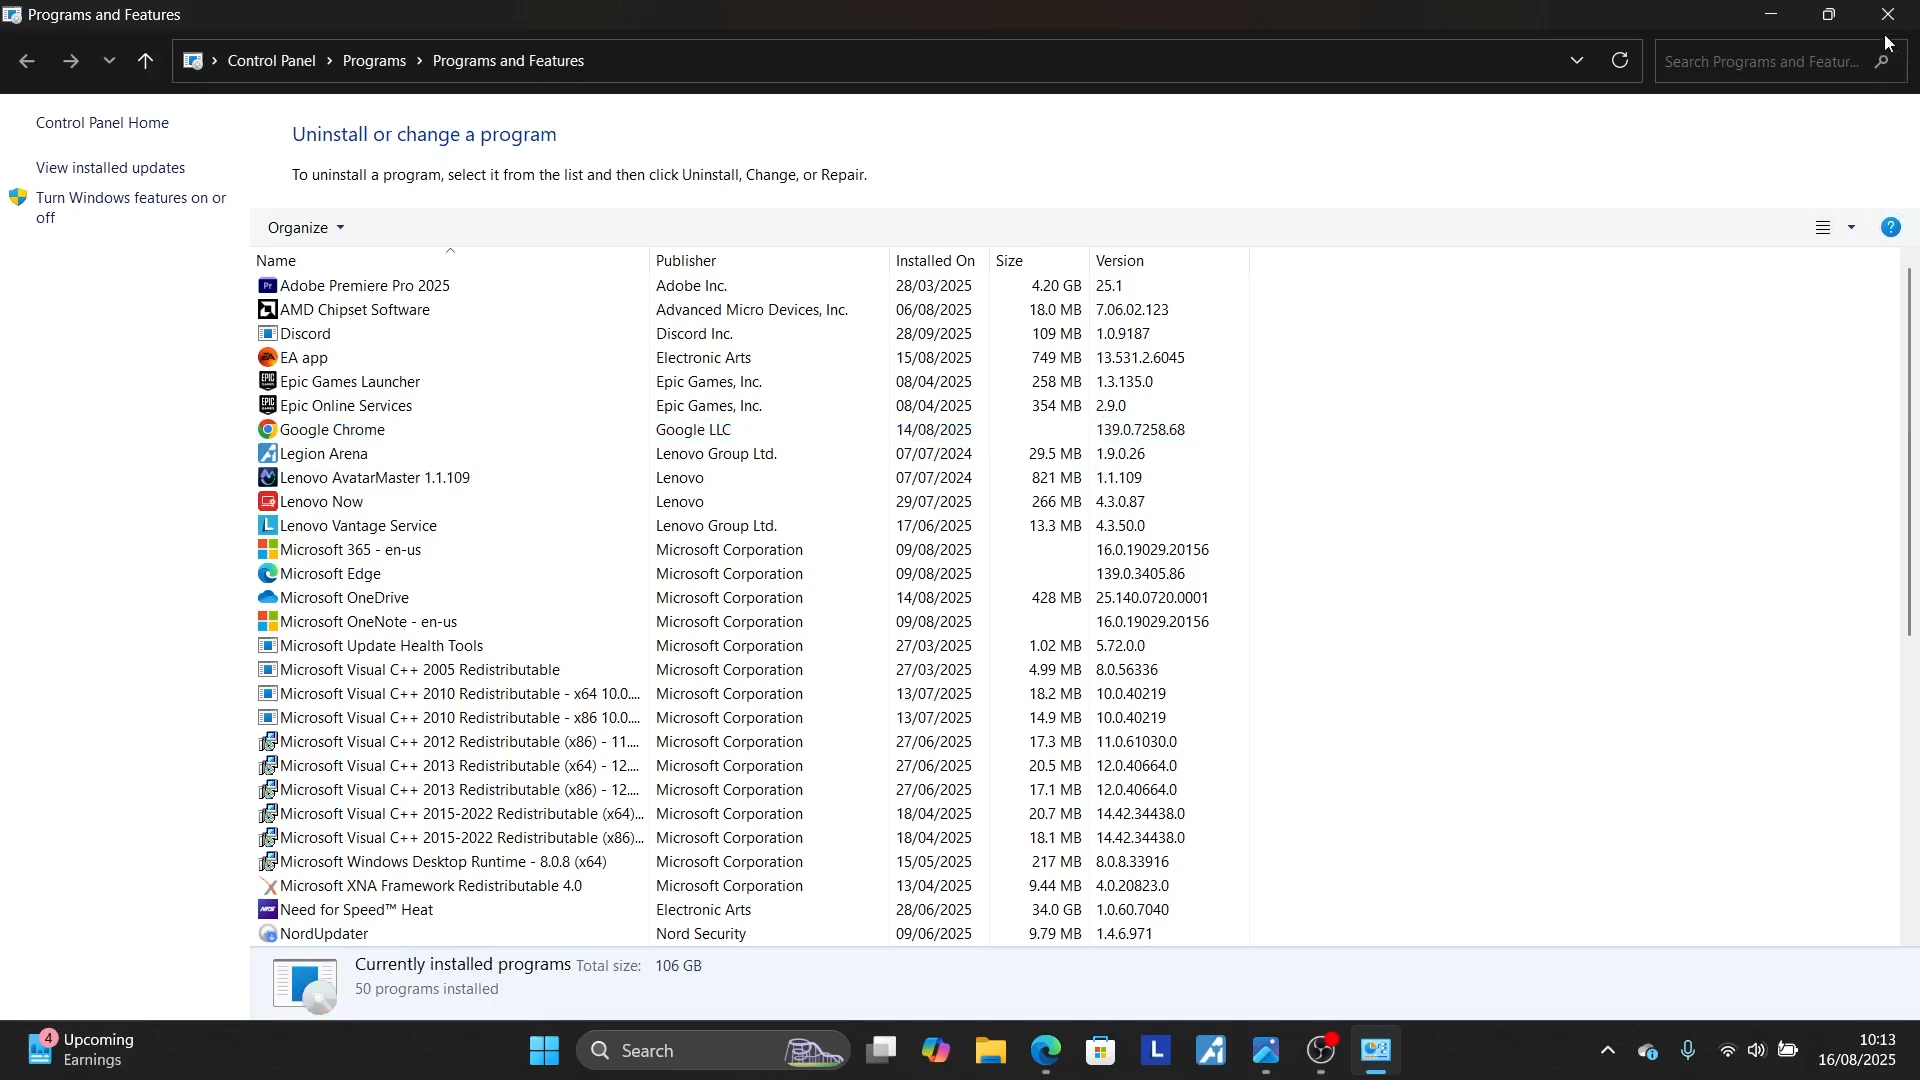 Programs and Features
Control Panel > Programs > Programs and Features
Search Programs and Featur...
Control Panel Home
View installed updates
Turn Windows features on or
off
Uninstall or change a program
To uninstall a program, select it from the list and then click Uninstall, Change, or Repair.
Organize
Name Publisher Installed On Size Version
Adobe Premiere Pro 2025 Adobe Inc. 28/03/2025 4.20 GB 25.1
AMD Chipset Software Advanced Micro Devices, Inc. 06/08/2025 18.0 MB 7.06.02.123
Discord Discord Inc. 28/09/2025 109 MB 1.0.9187
EA app Electronic Arts 15/08/2025 749 MB 13.531.2.6045
Epic Games Launcher Epic Games, Inc. 08/04/2025 258 MB 1.3.135.0
Epic Online Services Epic Games, Inc. 08/04/2025 354 MB 2.9.0
Google Chrome Google LLC 14/08/2025 139.0.7258.68
Legion Arena Lenovo Group Ltd. 07/07/2024 29.5 MB 1.9.0.26
Lenovo AvatarMaster 1.1.109 Lenovo 07/07/2024 821 MB 1.1.109
Lenovo Now Lenovo 29/07/2025 266 MB 4.3.0.87
Lenovo Vantage Service Lenovo Group Ltd. 17/06/2025 13.3 MB 4.3.50.0
Microsoft 365 - en-us Microsoft Corporation 09/08/2025 16.0.19029.20156
Microsoft Edge Microsoft Corporation 09/08/2025 139.0.3405.86
Microsoft OneDrive Microsoft Corporation 14/08/2025 428 MB 25.140.0720.0001
Microsoft OneNote - en-us Microsoft Corporation 09/08/2025 16.0.19029.20156
Microsoft Update Health Tools Microsoft Corporation 27/03/2025 1.02 MB 5.72.0.0
Microsoft Visual C++ 2005 Redistributable Microsoft Corporation 27/03/2025 4.99 MB 8.0.56336
Microsoft Visual C++ 2010 Redistributable - x64 10.0.... Microsoft Corporation 13/07/2025 18.2 MB 10.0.40219
Microsoft Visual C++ 2010 Redistributable - x86 10.0.... Microsoft Corporation 13/07/2025 14.9 MB 10.0.40219
Microsoft Visual C++ 2012 Redistributable (x86) - 11.... Microsoft Corporation 27/06/2025 17.3 MB 11.0.61030.0
Microsoft Visual C++ 2013 Redistributable (x64) - 12.... Microsoft Corporation 27/06/2025 20.5 MB 12.0.40664.0
Microsoft Visual C++ 2013 Redistributable (x86) - 12.... Microsoft Corporation 27/06/2025 17.1 MB 12.0.40664.0
Microsoft Visual C++ 2015-2022 Redistributable (x64)... Microsoft Corporation 18/04/2025 20.7 MB 14.42.34438.0
Microsoft Visual C++ 2015-2022 Redistributable (x86)... Microsoft Corporation 18/04/2025 18.1 MB 14.42.34438.0
Microsoft Windows Desktop Runtime - 8.0.8 (x64) Microsoft Corporation 15/05/2025 217 MB 8.0.8.33916
Microsoft XNA Framework Redistributable 4.0 Microsoft Corporation 13/04/2025 9.44 MB 4.0.20823.0
Need for Speed™ Heat Electronic Arts 28/06/2025 34.0 GB 1.0.60.7040
NordUpdater Nord Security 09/06/2025 9.79 MB 1.4.6.971
Currently installed programs Total size: 106 GB
50 programs installed
4 Upcoming
Earnings
Search
10:13
16/08/2025